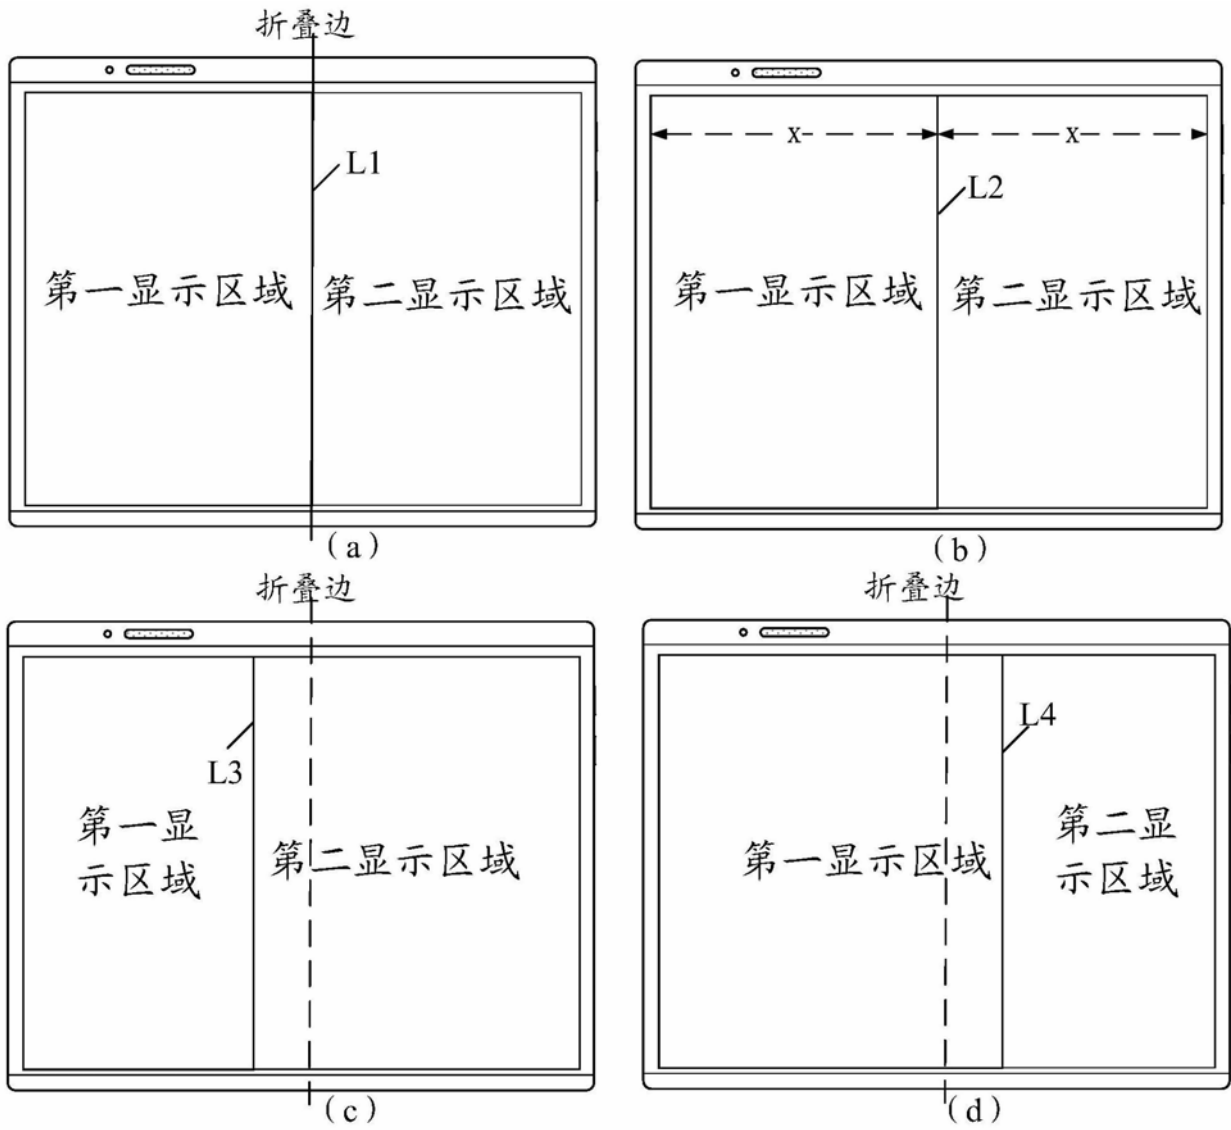 折叠边
L1
第一显示区域
第二显示区域
(a)
x
x
L2
第一显示区域
第二显示区域
(b)
折叠边
L3
第一显
示区域
第二显示区域
(c)
折叠边
L4
第一显示区域
第二显
示区域
(d)